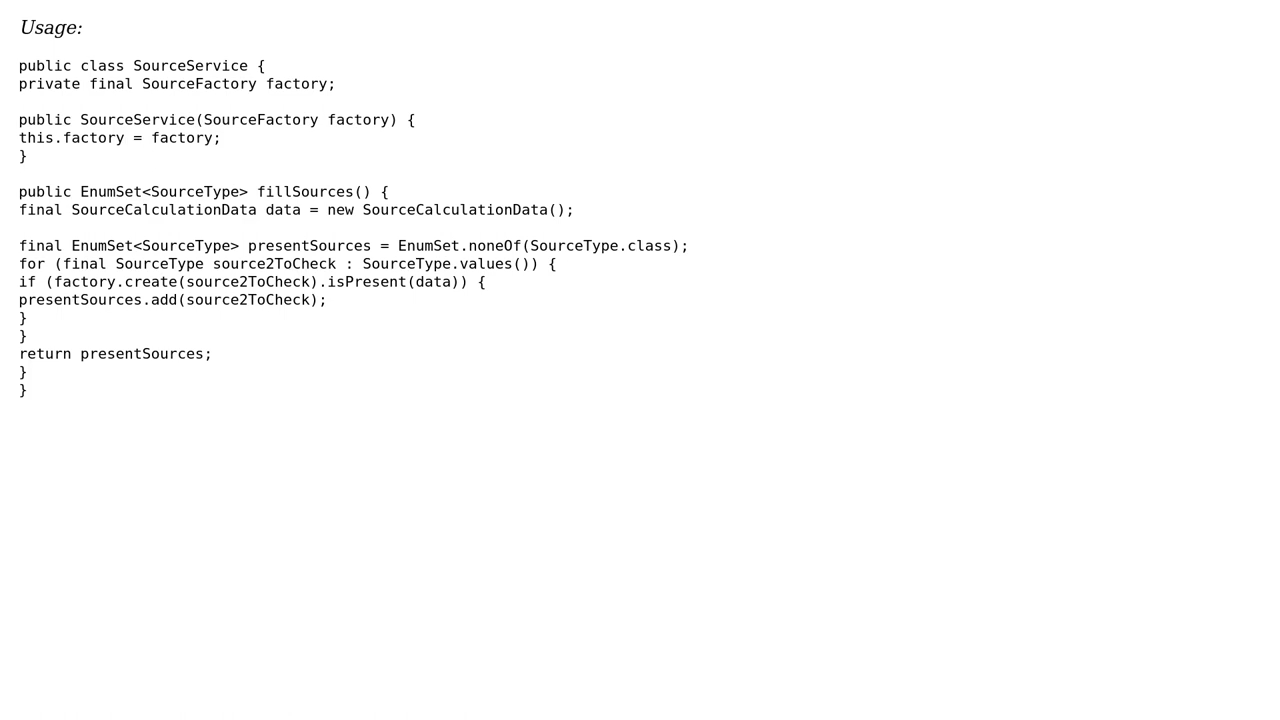 Usage:
public class SourceService {
private final SourceFactory factory;
public SourceService(SourceFactory factory) {
this.factory = factory;
}
public EnumSet<SourceType> fillSources() {
final SourceCalculationData data = new SourceCalculationData();
final EnumSet<SourceType> presentSources = EnumSet.noneOf(SourceType.class);
for (final SourceType source2ToCheck : SourceType.values()) {
if (factory.create(source2ToCheck).isPresent(data)) {
presentSources.add(source2ToCheck);
}
}
return presentSources;
}
}